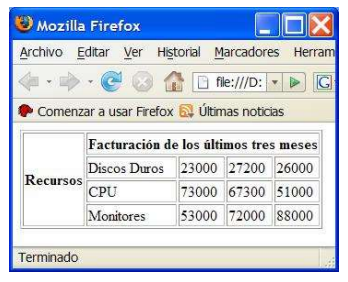 Mozilla Firefox
Archivo Editar Ver Historial Marcadores Herram
file:///D: G
Comenzar a usar Firefox Últimas noticias
Recursos
Facturación de los últimos tres meses
Discos Duros 23000 27200 26000
CPU 73000 67300 51000
Monitores 53000 72000 88000
Terminado